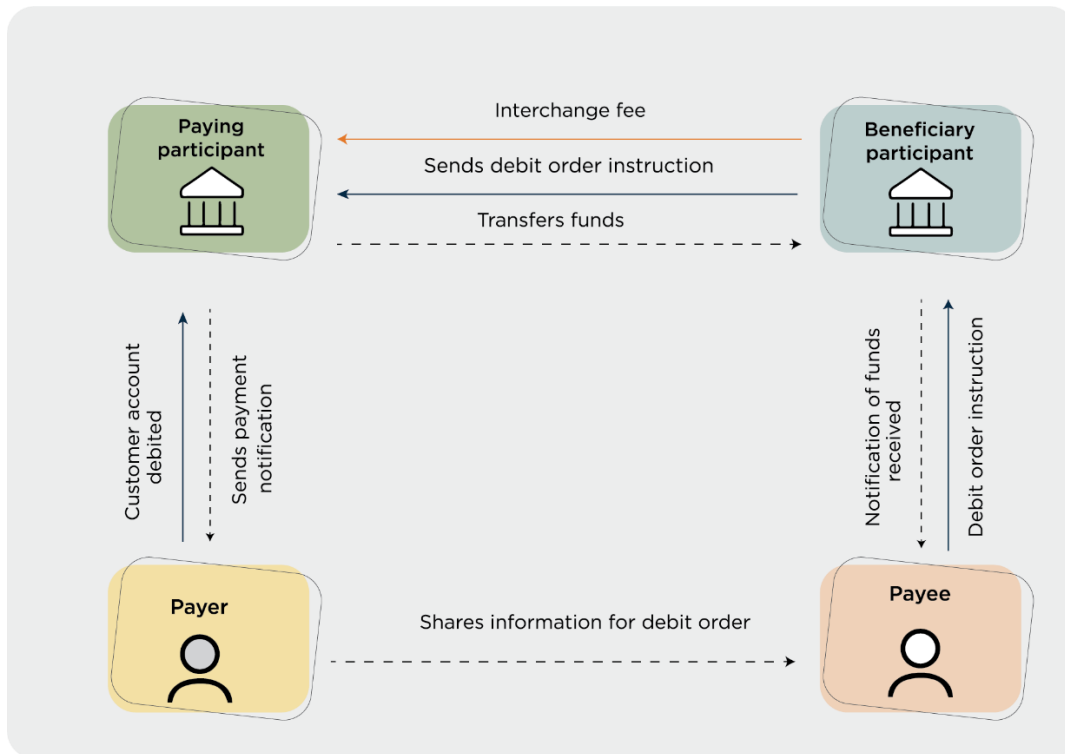 Interchange fee
Paying
participant
Beneficiary
participant
Sends debit order instruction
Transfers funds
Customer account
debited
Sends payment
notification
Notification of funds
received
Debit order instruction
Payer
Payee
Shares information for debit order